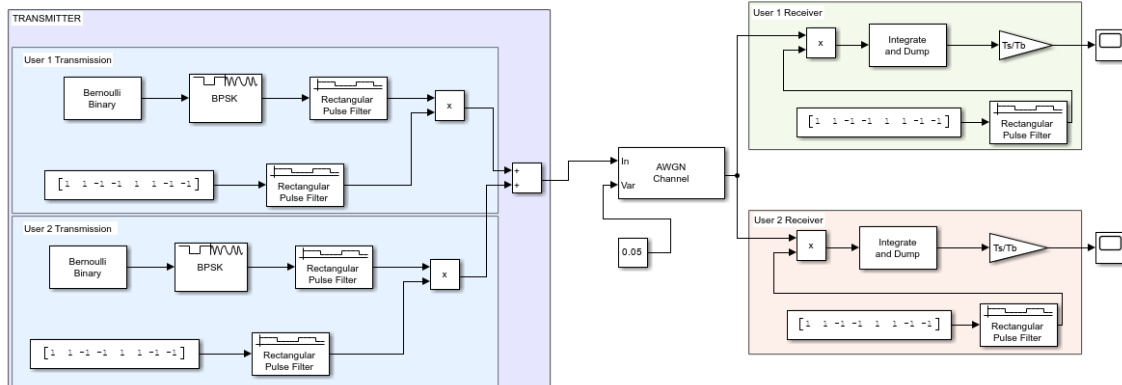 TRANSMITTER
User 1 Transmission
Bernoulli
Binary
BPSK
Rectangular
Pulse Filter
x
[1 1 -1 -1 1 1 -1 -1]
Rectangular
Pulse Filter
+
+
User 2 Transmission
Bernoulli
Binary
BPSK
Rectangular
Pulse Filter
x
[1 1 -1 -1 1 1 -1 -1]
Rectangular
Pulse Filter
In
Var
AWGN
Channel
0.05
User 1 Receiver
x
Integrate
and Dump
Ts/Tb
[1 1 -1 -1 1 1 -1 -1]
Rectangular
Pulse Filter
User 2 Receiver
x
Integrate
and Dump
Ts/Tb
[1 1 -1 -1 1 1 -1 -1]
Rectangular
Pulse Filter